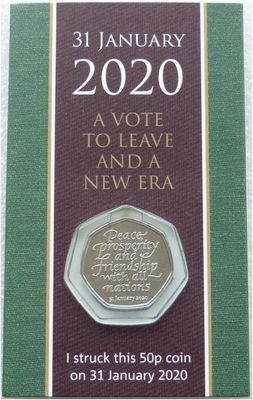 31 JANUARY
2020
A VOTE
TO LEAVE
AND A
NEW ERA
Peace
prosperity
and
friendship
with all
nations
31 January 2020
I struck this 50p coin
on 31 January 2020